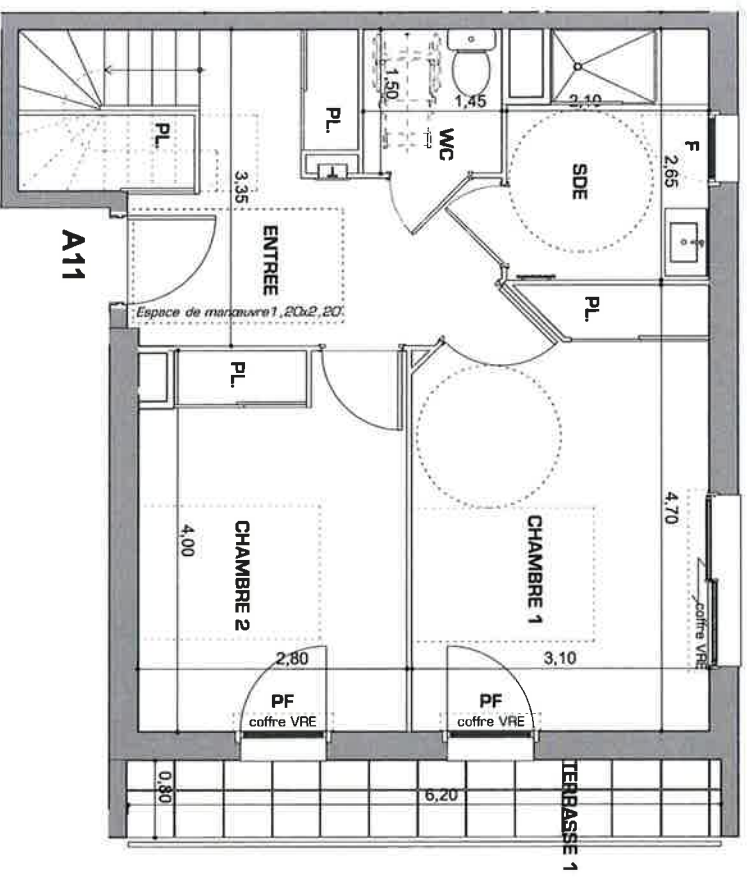 PL.
3,35
A11
ENTREE
Espace de manœuvre1,20x2,20
PL.
1,50
1,45
WC
2,10
SDE
F
2,65
PL.
PL.
4,00
CHAMBRE 2
2,80
PF
coffre VRE
CHAMBRE 1
4,70
coffre VRE
3,10
PF
coffre VRE
0,80
6,20
TERRASSE 1